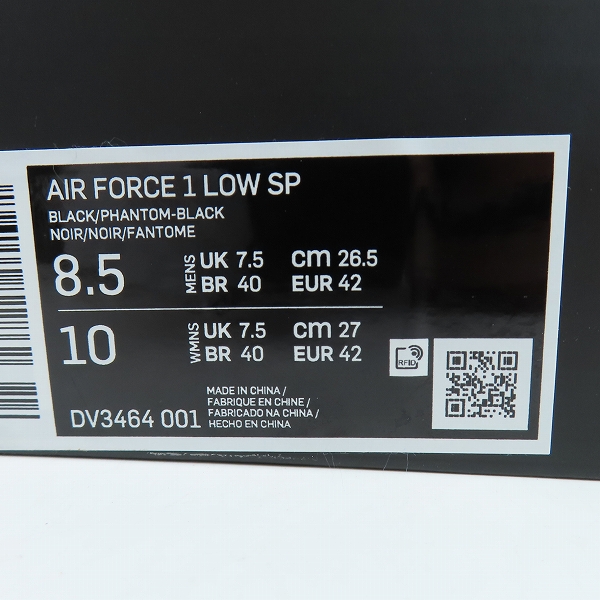 AIR FORCE 1 LOW SP
BLACK/PHANTOM-BLACK
NOIR/NOIR/FANTOME
8.5 MENS UK 7.5 cm 26.5
BR 40 EUR 42
10 WMNS UK 7.5 cm 27
BR 40 EUR 42
RFID
DV3464 001
MADE IN CHINA /
FABRIQUE EN CHINE /
FABRICADO NA CHINA /
HECHO EN CHINA